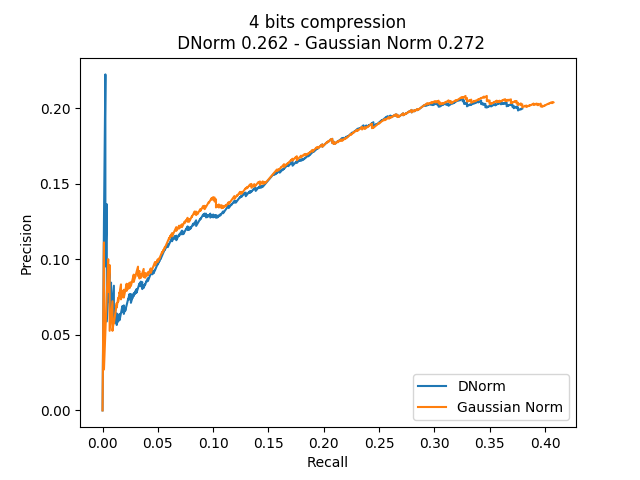 4 bits compression
DNorm 0.262 - Gaussian Norm 0.272
Precision
0.20
0.15
0.10
0.05
0.00
DNorm
Gaussian Norm
0.00 0.05 0.10 0.15 0.20 0.25 0.30 0.35 0.40
Recall